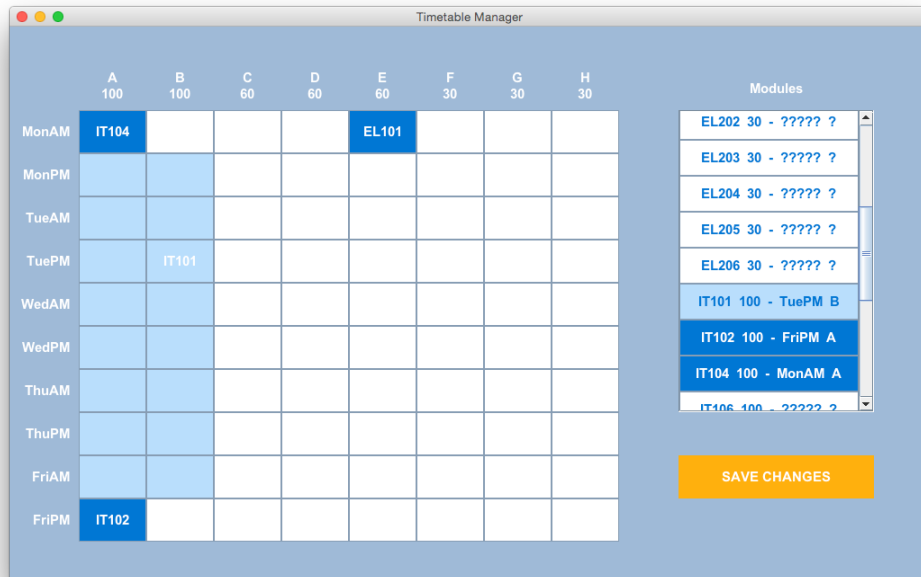 Timetable Manager
A B C D E F G H
100 100 60 60 60 30 30 30
Modules
MonAM IT104 EL101
MonPM
TueAM
TuePM IT101
WedAM
WedPM
ThuAM
ThuPM
FriAM
FriPM IT102
EL202 30 - ????? ?
EL203 30 - ????? ?
EL204 30 - ????? ?
EL205 30 - ????? ?
EL206 30 - ????? ?
IT101 100 - TuePM B
IT102 100 - FriPM A
IT104 100 - MonAM A
IT106 100 - ????? ?
SAVE CHANGES